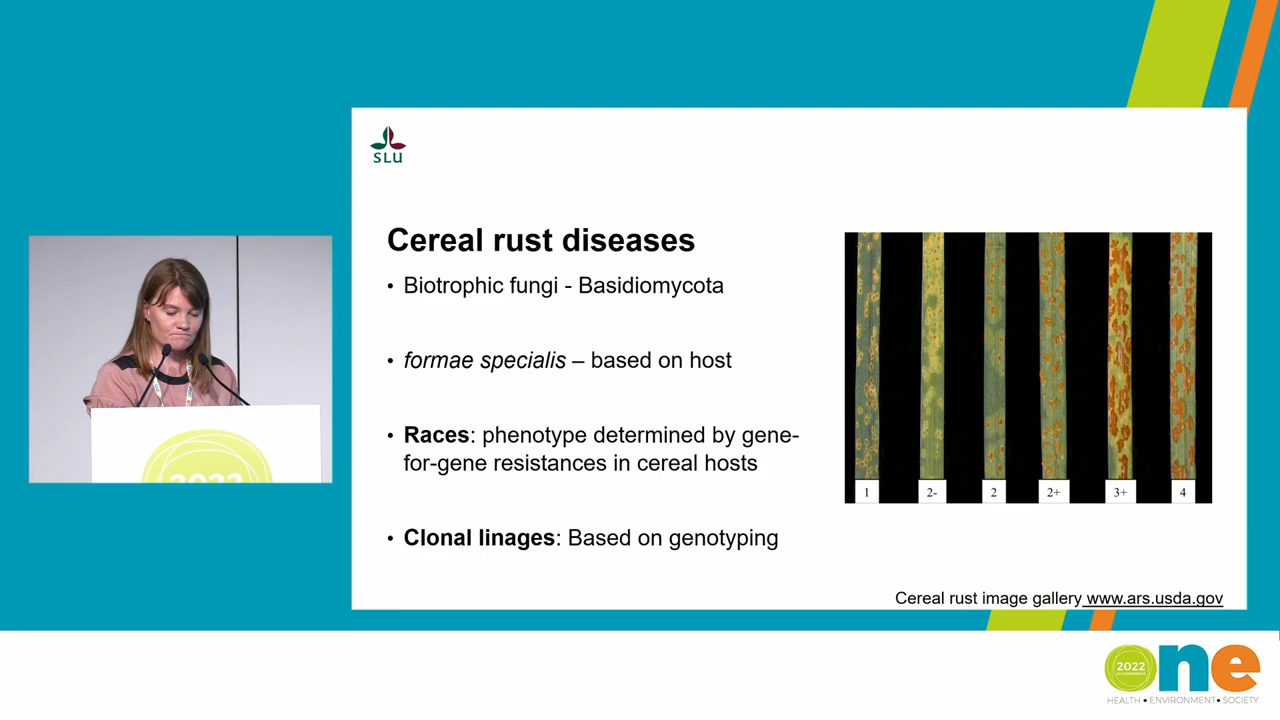 SLU
Cereal rust diseases
• Biotrophic fungi - Basidiomycota
• formae specialis – based on host
• Races: phenotype determined by gene-
for-gene resistances in cereal hosts
• Clonal linages: Based on genotyping
1 2- 2 2+ 3+ 4
Cereal rust image gallery www.ars.usda.gov
2022
2022
one
HEALTH • ENVIRONMENT • SOCIETY